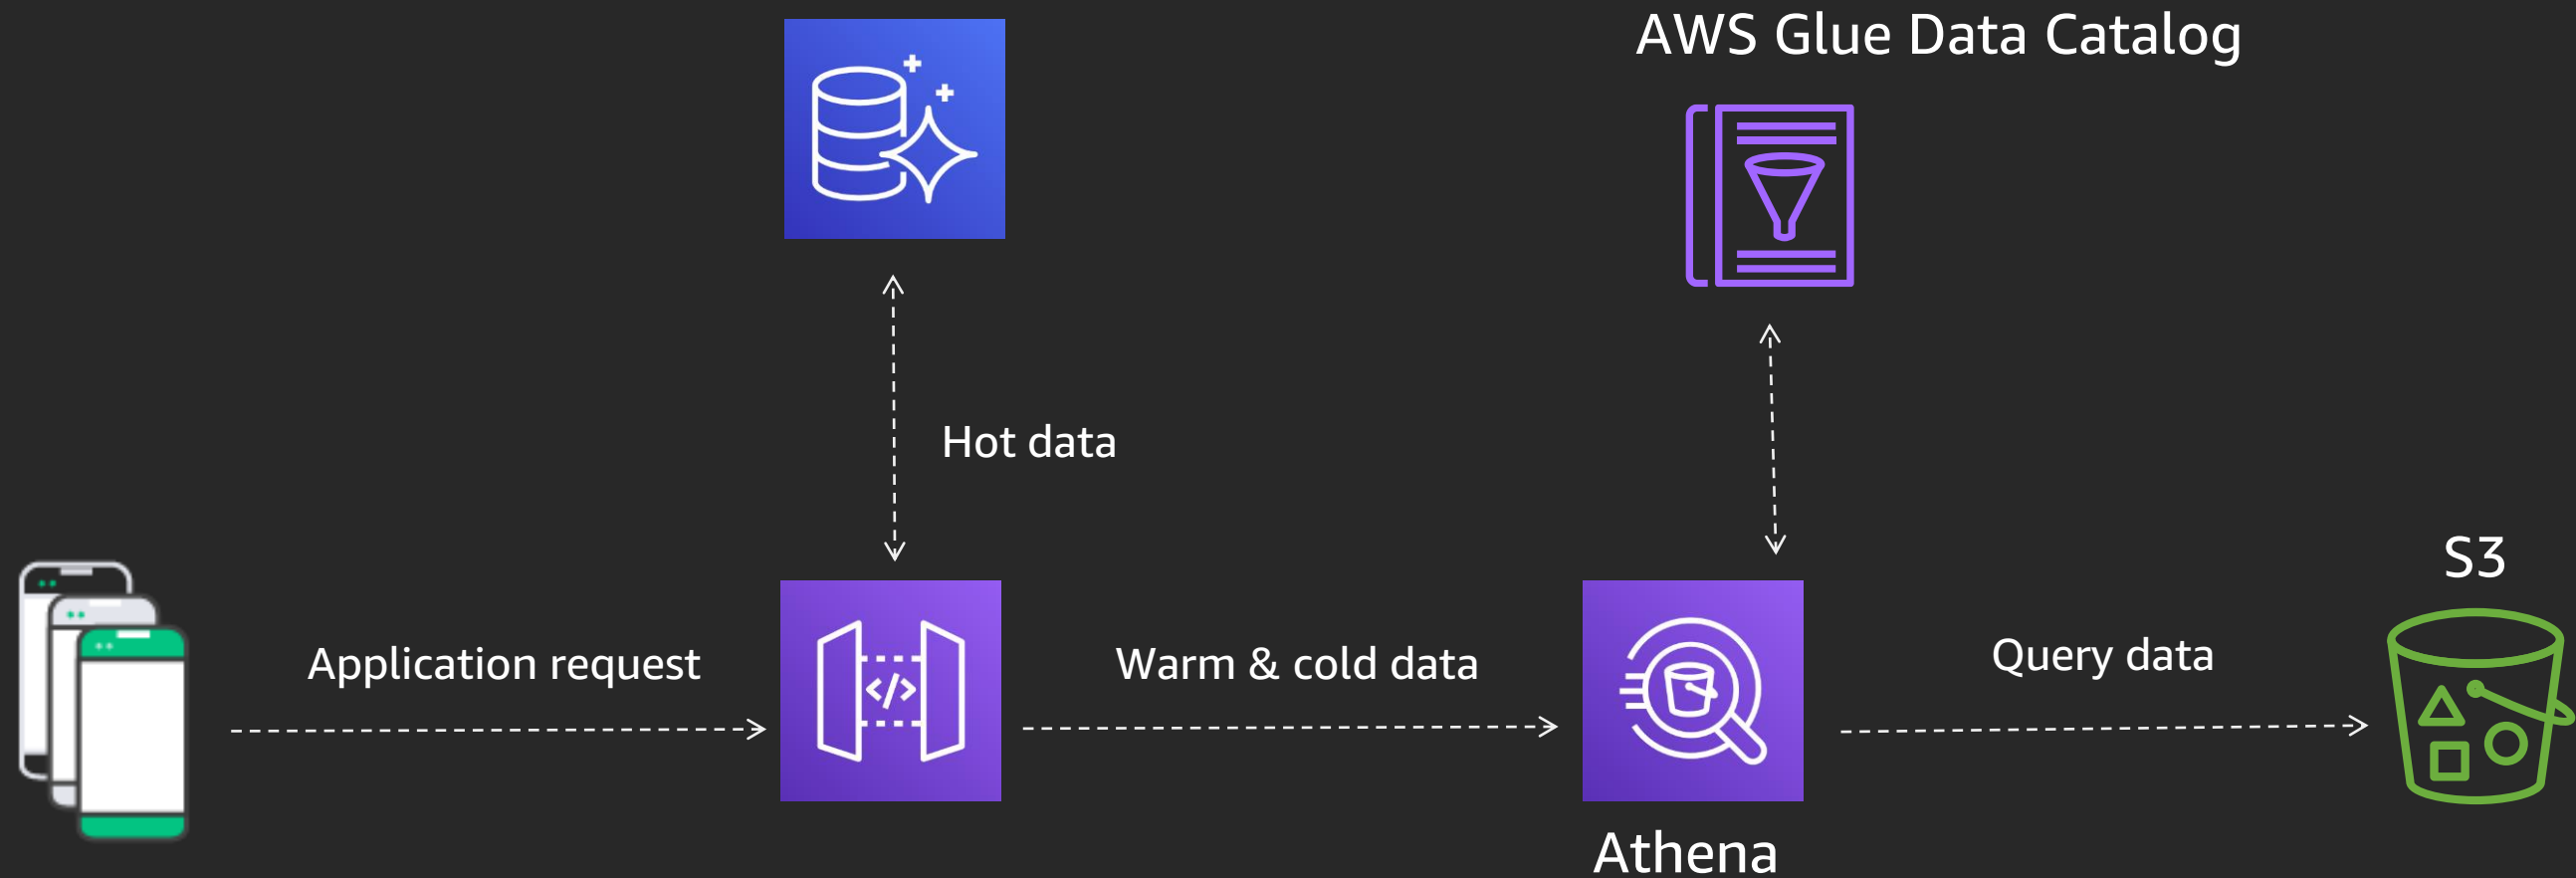 AWS Glue Data Catalog
Hot data
S3
Application request
Warm & cold data
Query data
</>
Athena